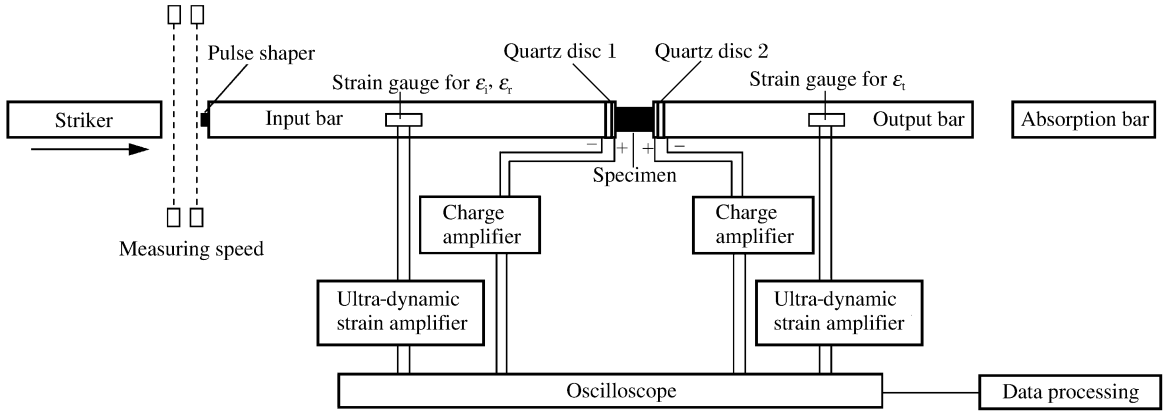 Pulse shaper
Quartz disc 1
Quartz disc 2
Strain gauge for εi, εr
Strain gauge for εt
Striker
Input bar
Output bar
Absorption bar
− + + −
Specimen
Measuring speed
Charge
amplifier
Charge
amplifier
Ultra-dynamic
strain amplifier
Ultra-dynamic
strain amplifier
Oscilloscope
Data processing